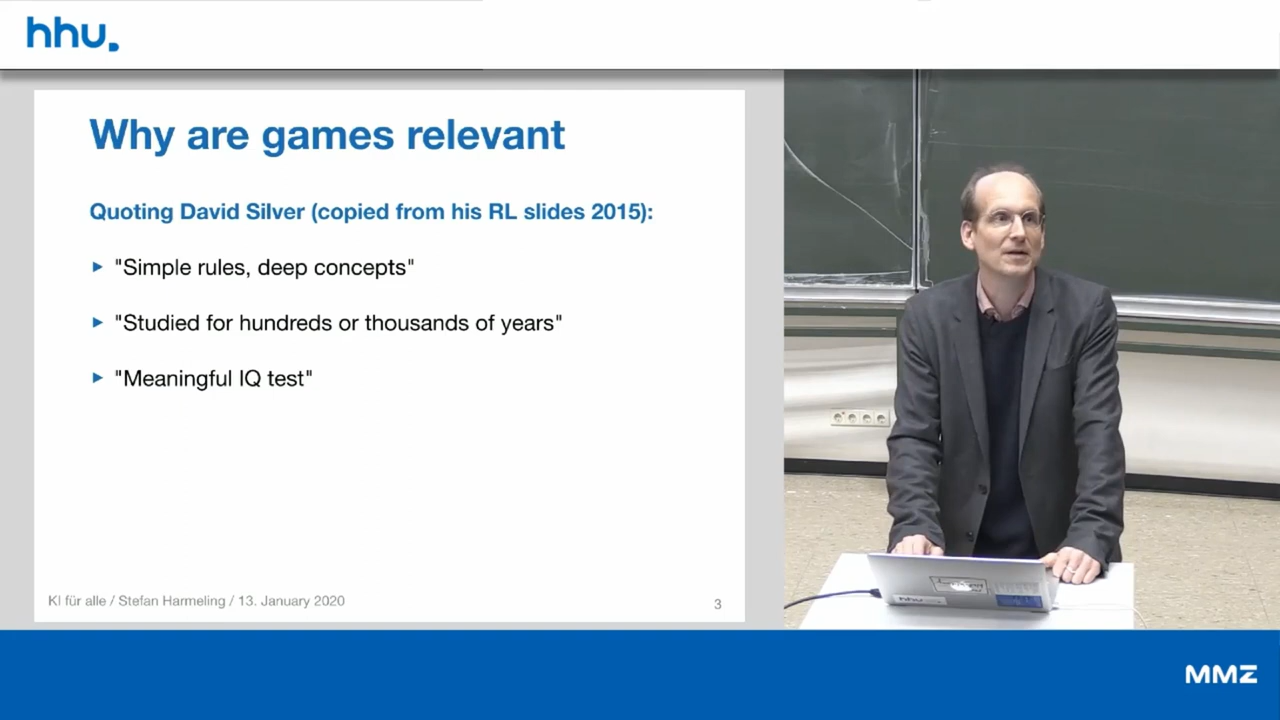 hhu.
Why are games relevant
Quoting David Silver (copied from his RL slides 2015):
"Simple rules, deep concepts"
"Studied for hundreds or thousands of years"
"Meaningful IQ test"
KI für alle / Stefan Harmeling / 13. January 2020
3
hhu
MMZ